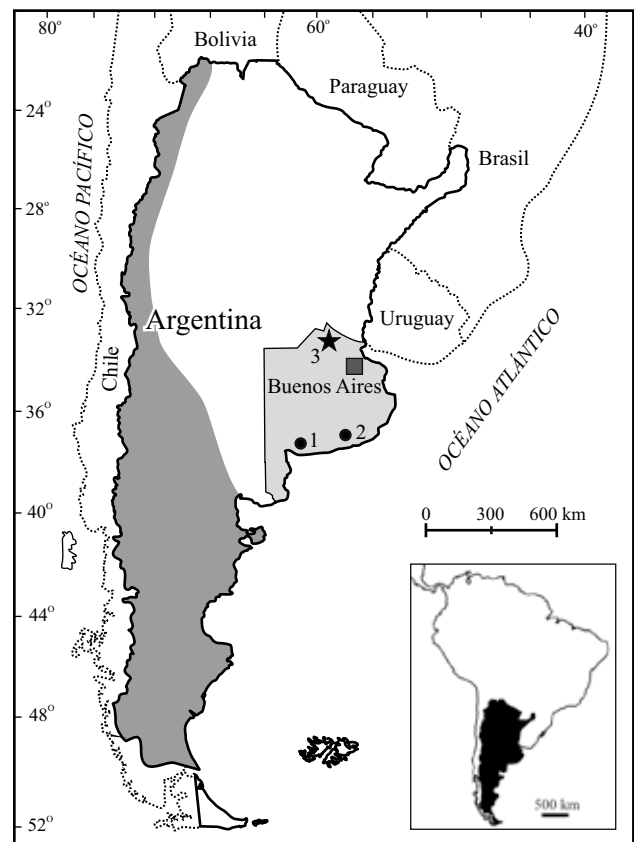 80°
60°
40°
Bolivia
Paraguay
24°
Brasil
OCÉANO PACÍFICO
28°
32°
Argentina
Uruguay
3
Chile
Buenos Aires
OCÉANO ATLÁNTICO
36°
1
2
40°
0 300 600 km
44°
48°
500 km
52°